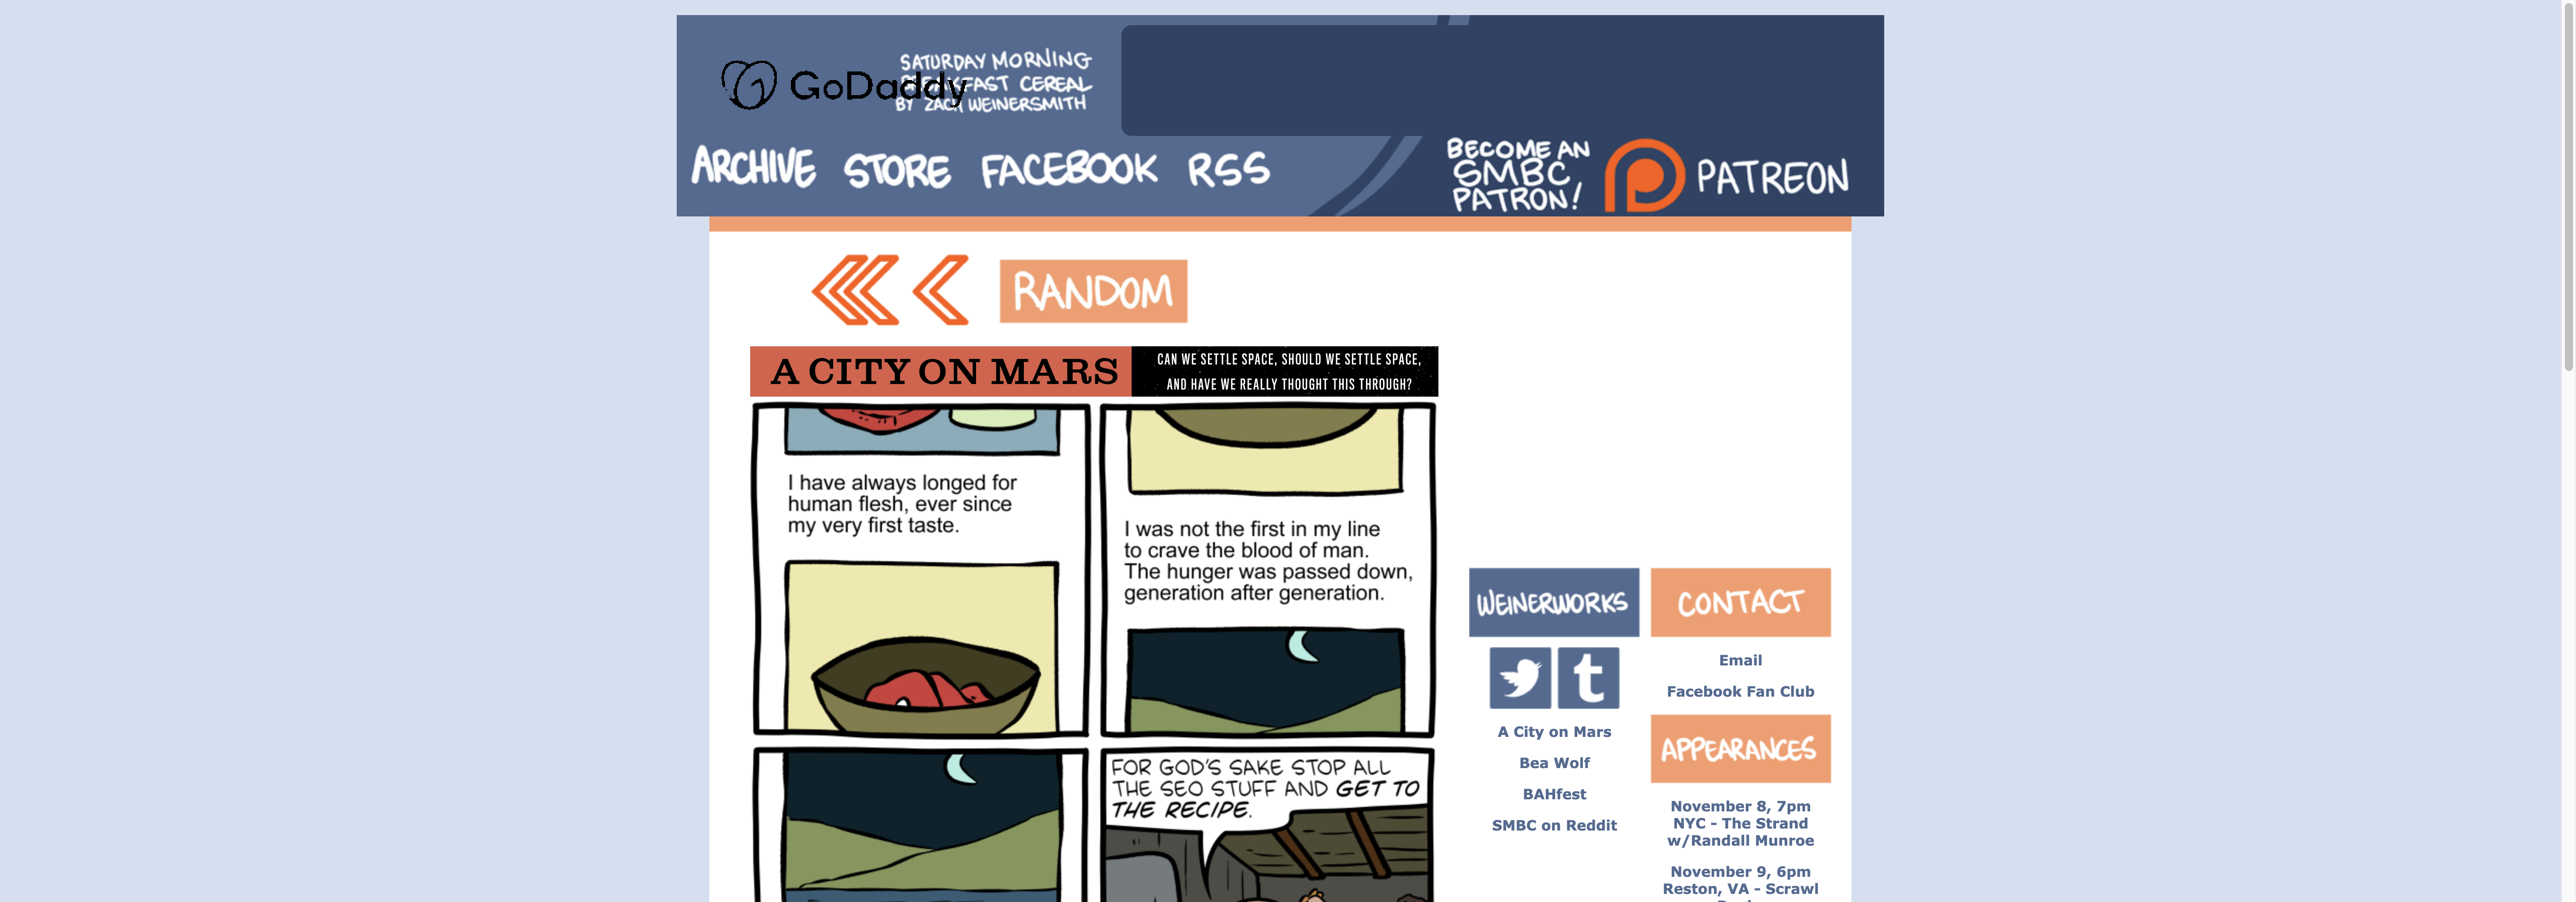 GoDaddy
SATURDAY MORNING
BREAKFAST CEREAL
BY ZACH WEINERSMITH
ARCHIVE STORE FACEBOOK RSS
BECOME AN
SMBC
PATRON!
PATREON
RANDOM
A CITY ON MARS
CAN WE SETTLE SPACE, SHOULD WE SETTLE SPACE,
AND HAVE WE REALLY THOUGHT THIS THROUGH?
I have always longed for
human flesh, ever since
my very first taste.
I was not the first in my line
to crave the blood of man.
The hunger was passed down,
generation after generation.
FOR GOD'S SAKE STOP ALL
THE SEO STUFF AND GET TO
THE RECIPE.
WEINERWORKS
A City on Mars
Bea Wolf
BAHfest
SMBC on Reddit
CONTACT
Email
Facebook Fan Club
APPEARANCES
November 8, 7pm
NYC - The Strand
w/Randall Munroe
November 9, 6pm
Reston, VA - Scrawl